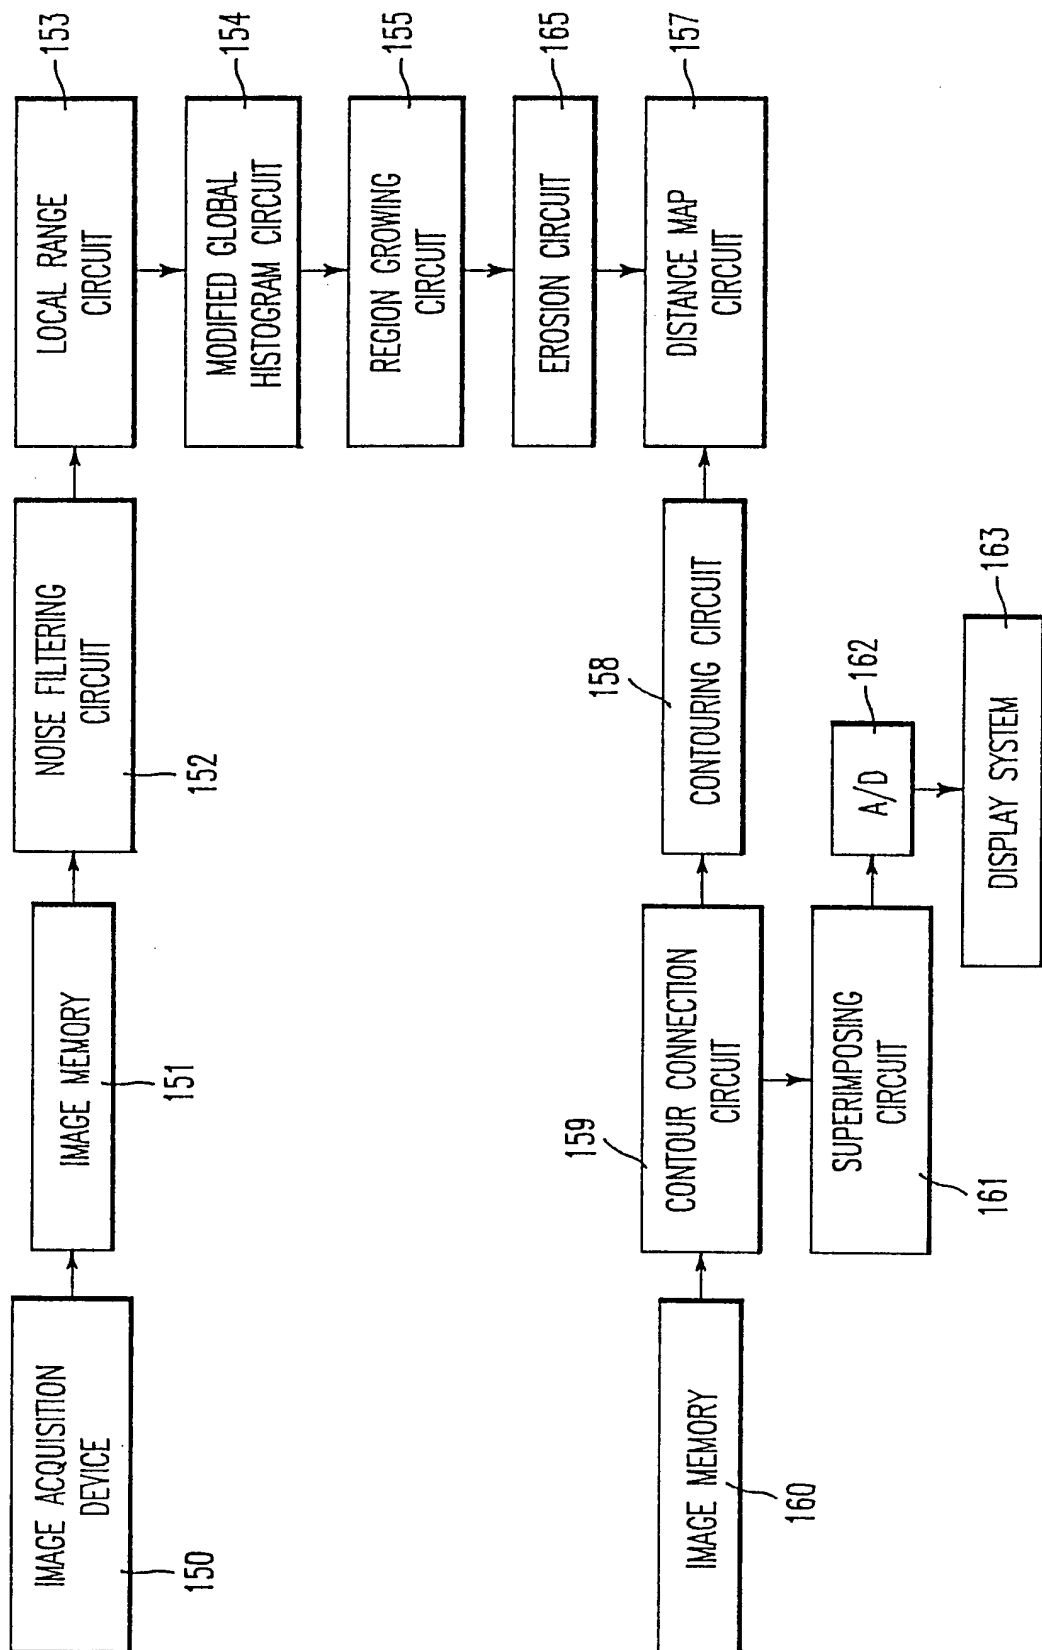 IMAGE ACQUISITION
DEVICE
150
IMAGE MEMORY
151
NOISE FILTERING
CIRCUIT
152
LOCAL RANGE
CIRCUIT
153
MODIFIED GLOBAL
HISTOGRAM CIRCUIT
154
REGION GROWING
CIRCUIT
155
EROSION CIRCUIT
165
DISTANCE MAP
CIRCUIT
157
CONTOURING CIRCUIT
158
CONTOUR CONNECTION
CIRCUIT
159
IMAGE MEMORY
160
SUPERIMPOSING
CIRCUIT
161
A/D
162
DISPLAY SYSTEM
163